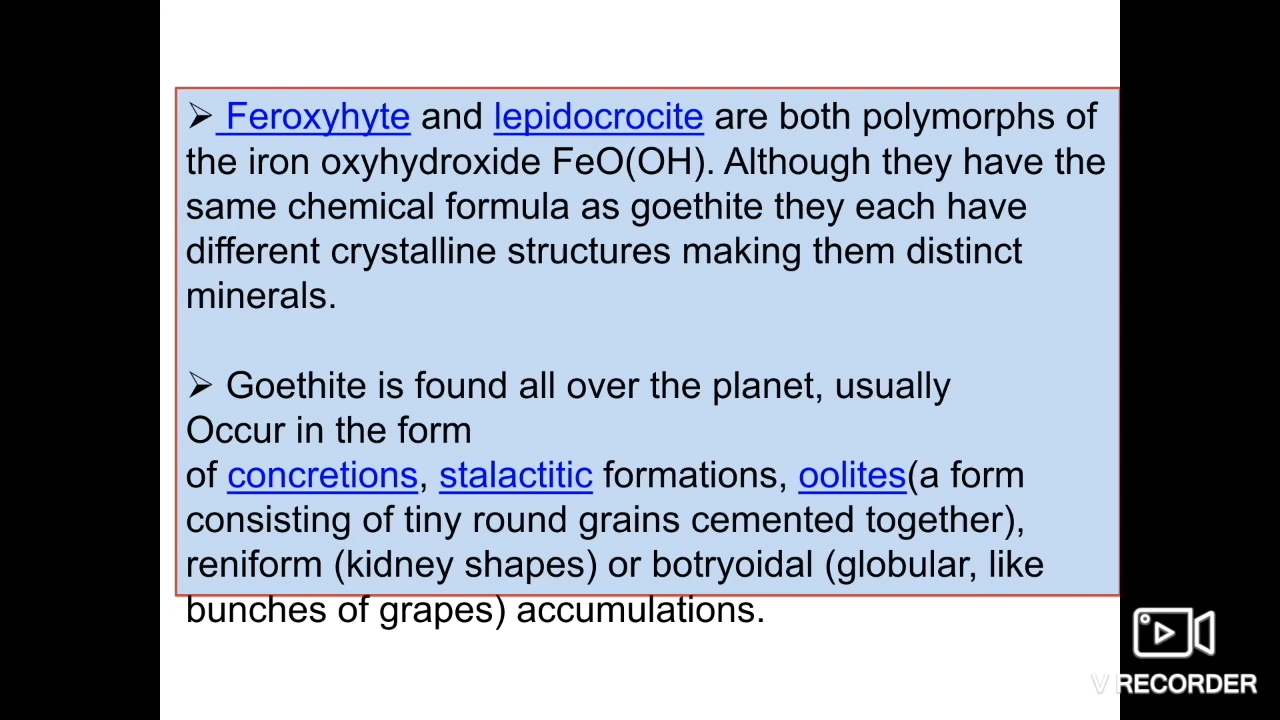 ➢ Feroxyhyte and lepidocrocite are both polymorphs of
the iron oxyhydroxide FeO(OH). Although they have the
same chemical formula as goethite they each have
different crystalline structures making them distinct
minerals.
➢ Goethite is found all over the planet, usually
Occur in the form
of concretions, stalactitic formations, oolites(a form
consisting of tiny round grains cemented together),
reniform (kidney shapes) or botryoidal (globular, like
bunches of grapes) accumulations.
V RECORDER